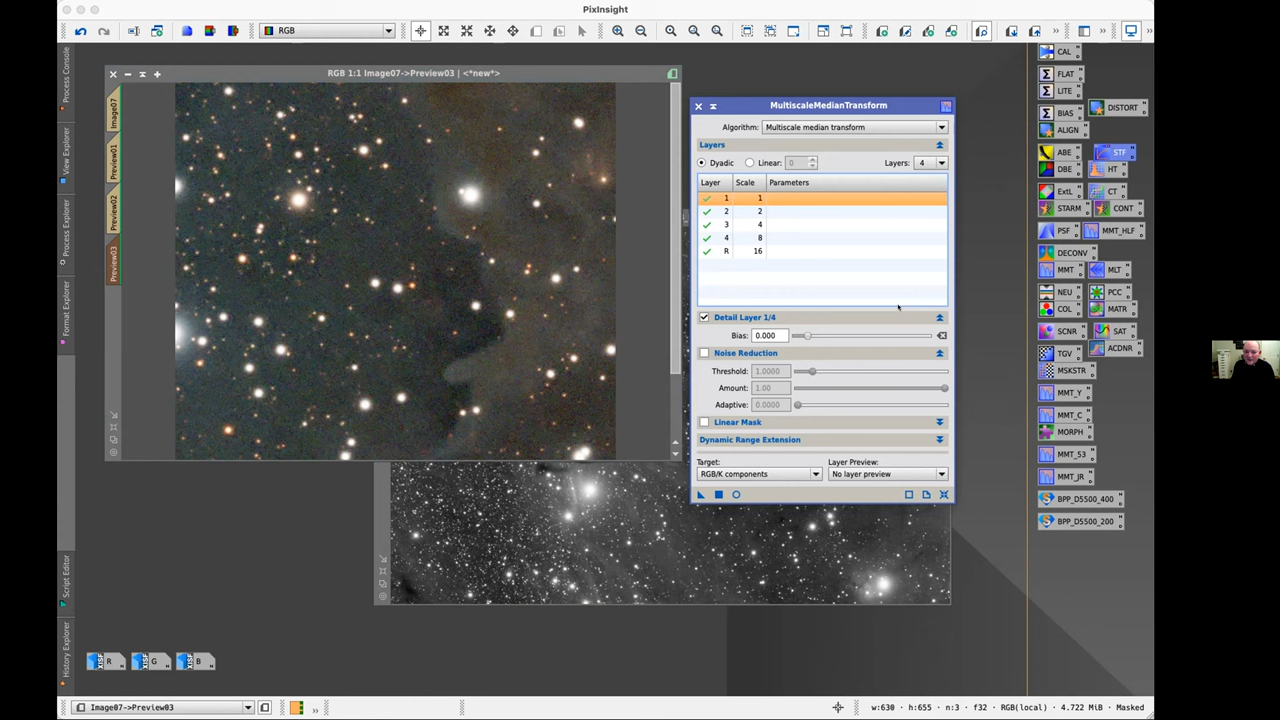 PixInsight
RGB
Process Console
View Explorer
Process Explorer
Format Explorer
Script Editor
History Explorer
RGB 1:1 Image07->Preview03 | <*new*>
Image07
Preview01
Preview02
Preview03
MultiscaleMedianTransform
Algorithm: Multiscale median transform
Layers
Dyadic Linear: 0 Layers: 4
Layer Scale Parameters
1 1
2 2
3 4
4 8
R 16
Detail Layer 1/4
Bias: 0.000
Noise Reduction
Threshold: 1.0000
Amount: 1.00
Adaptive: 0.0000
Linear Mask
Dynamic Range Extension
Target: Layer Preview:
RGB/K components No layer preview
CAL
FLAT
LITE
BIAS DISTORT
ALIGN
ABE STF
DBE HT
ExtL CT
STARM CONT
PSF MMT_HLF
DECONV
MMT MLT
NEU PCC
COL MATR
SCNR SAT
TGV ACDNR
MSKSTR
MMT_Y
MMT_C
MORPH
MMT_53
MMT_JR
BPP_D5500_400
BPP_D5500_200
XISF R N XISF G N XISF B N
Image07->Preview03
w:630 · h:655 · n:3 · f32 · RGB(local) · 4.722 MiB · Masked